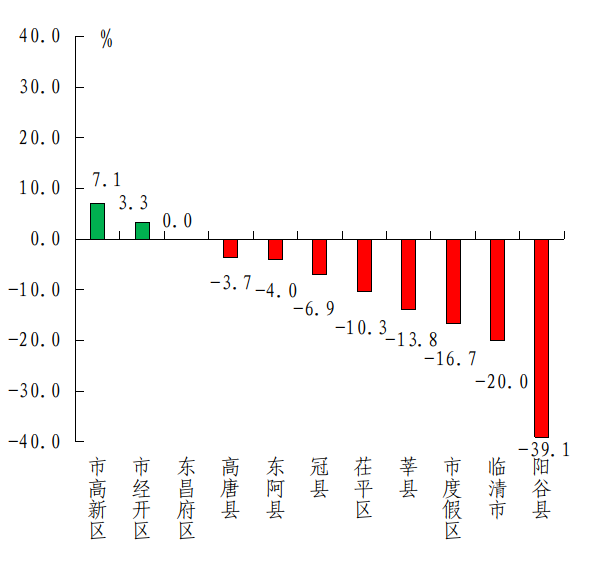 40.0
%
30.0
20.0
10.0
0.0
-10.0
-20.0
-30.0
-40.0
7.1
3.3
0.0
-3.7
-4.0
-6.9
-10.3
-13.8
-16.7
-20.0
-39.1
市高新区
市经开区
东昌府区
高唐县
东阿县
冠县
茌平区
莘县
市度假区
临清市
阳谷县